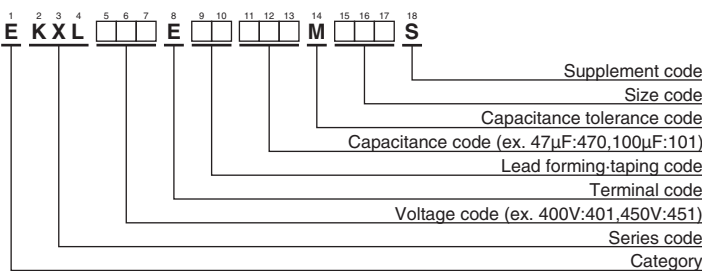 1 2 3 4 5 6 7 8 9 10 11 12 13 14 15 16 17 18
E KXL E M S
Supplement code
Size code
Capacitance tolerance code
Capacitance code (ex. 47µF:470,100µF:101)
Lead forming·taping code
Terminal code
Voltage code (ex. 400V:401,450V:451)
Series code
Category